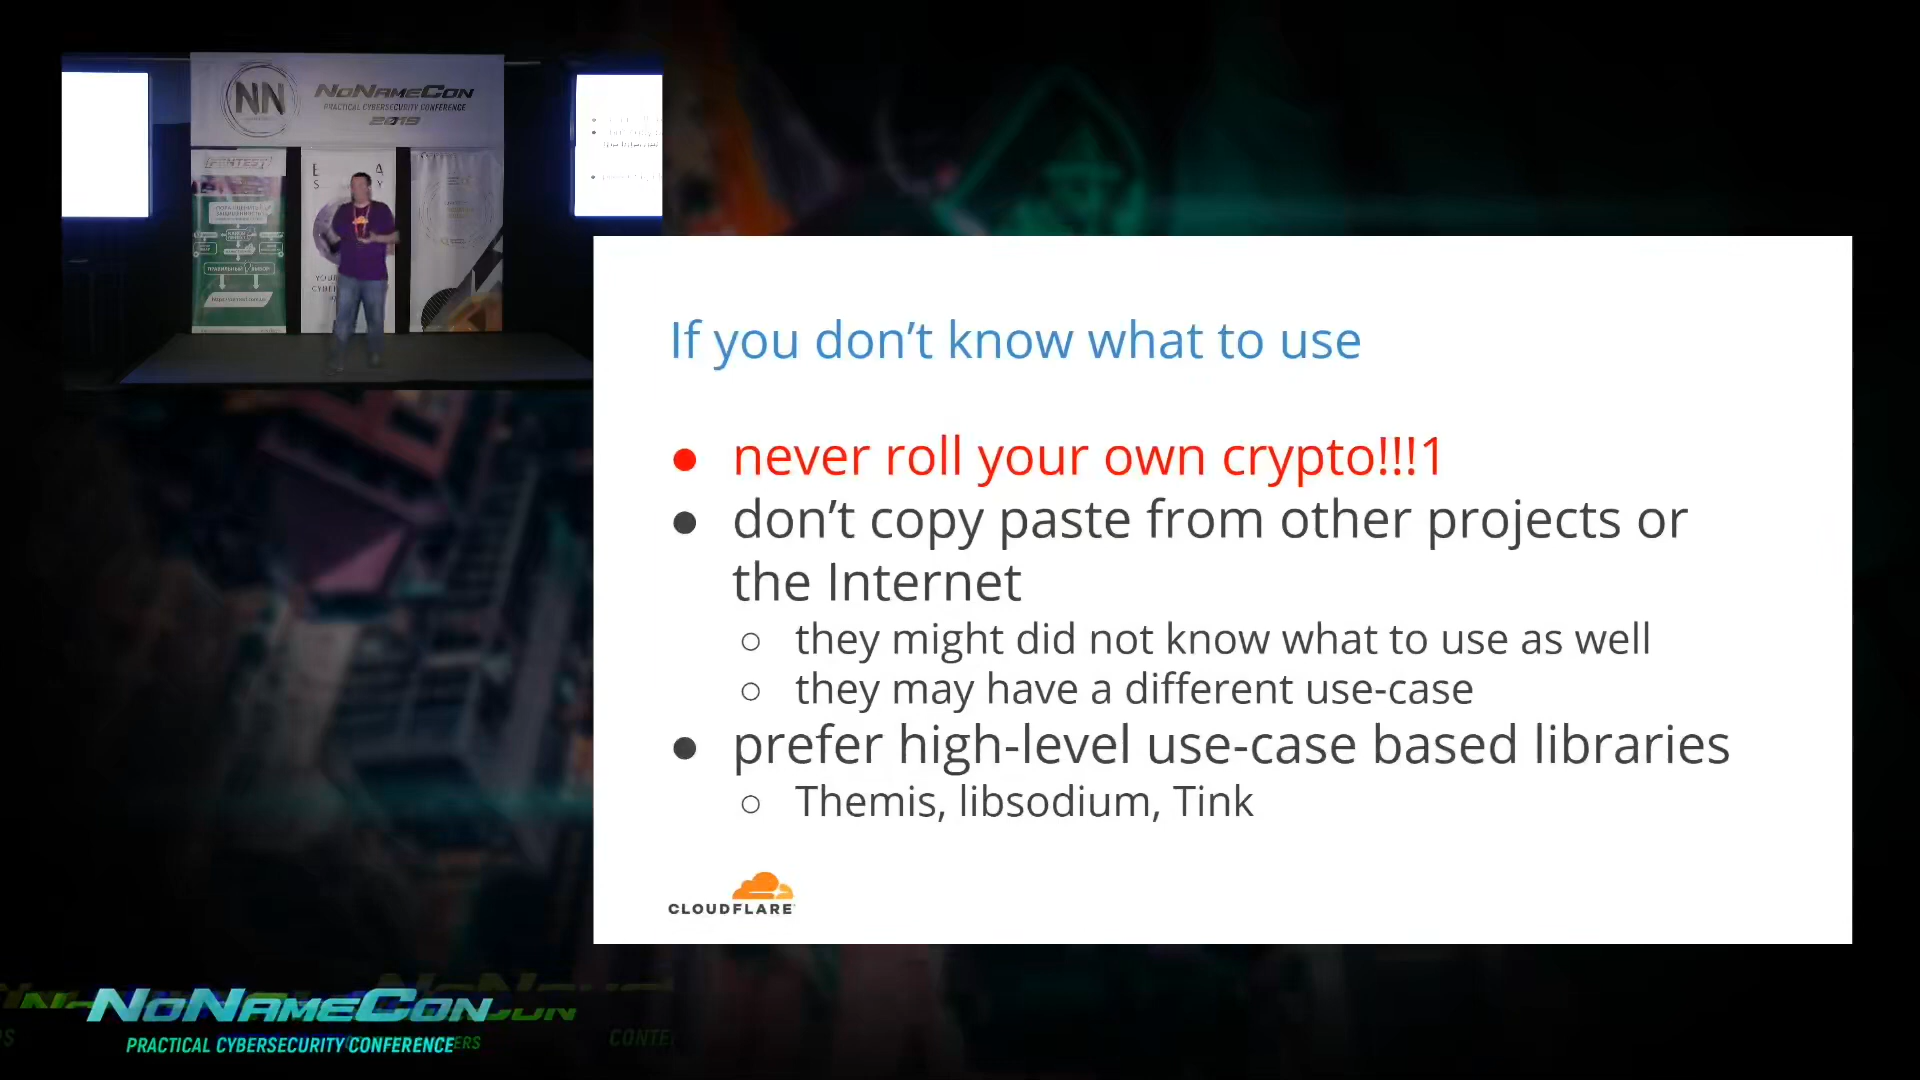 NN
NoNameCon
PRACTICAL CYBERSECURITY CONFERENCE
2019
If you don’t know what to use
● never roll your own crypto!!!1
● don’t copy paste from other projects or
the Internet
○ they might did not know what to use as well
○ they may have a different use-case
● prefer high-level use-case based libraries
○ Themis, libsodium, Tink
CLOUDFLARE
NoNameCon
PRACTICAL CYBERSECURITY CONFERENCE